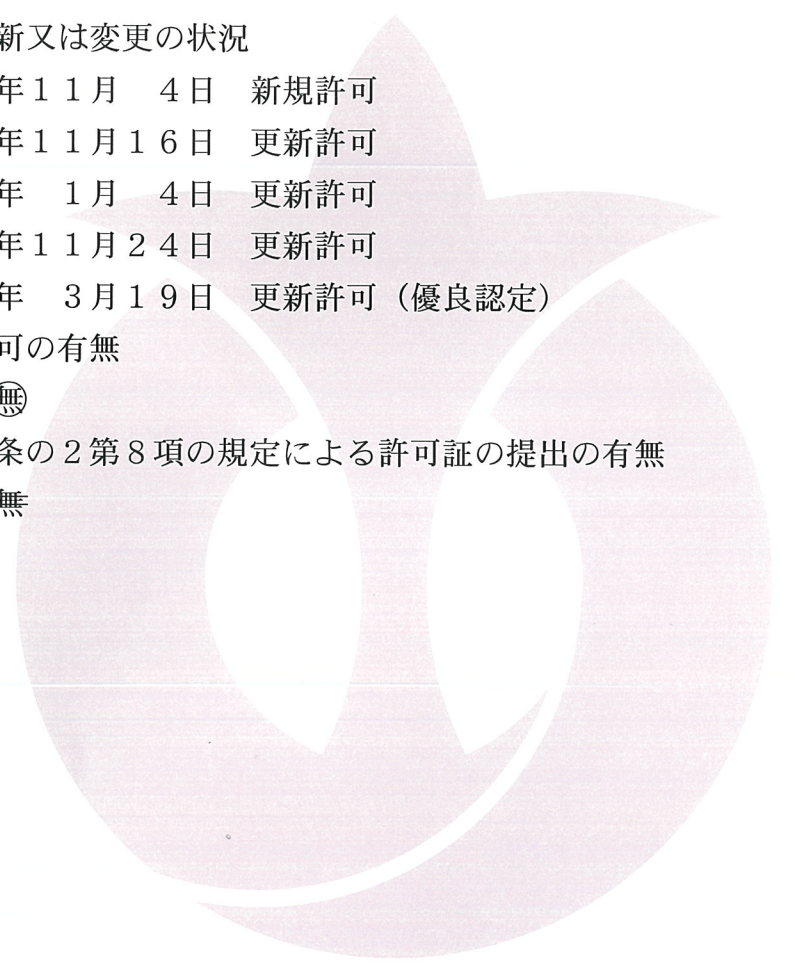 新又は変更の状況
年１１月　４日　新規許可
年１１月１６日　更新許可
年　１月　４日　更新許可
年１１月２４日　更新許可
年　３月１９日　更新許可（優良認定）
可の有無
無
条の２第８項の規定による許可証の提出の有無
無